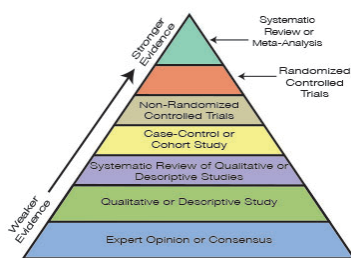 Systematic
Review or
Meta-Analysis
Randomized
Controlled
Trials
Non-Randomized
Controlled Trials
Case-Control or
Cohort Study
Systematic Review of Qualitative or
Descriptive Studies
Qualitative or Descriptive Study
Expert Opinion or Consensus
Stronger
Evidence
Weaker
Evidence